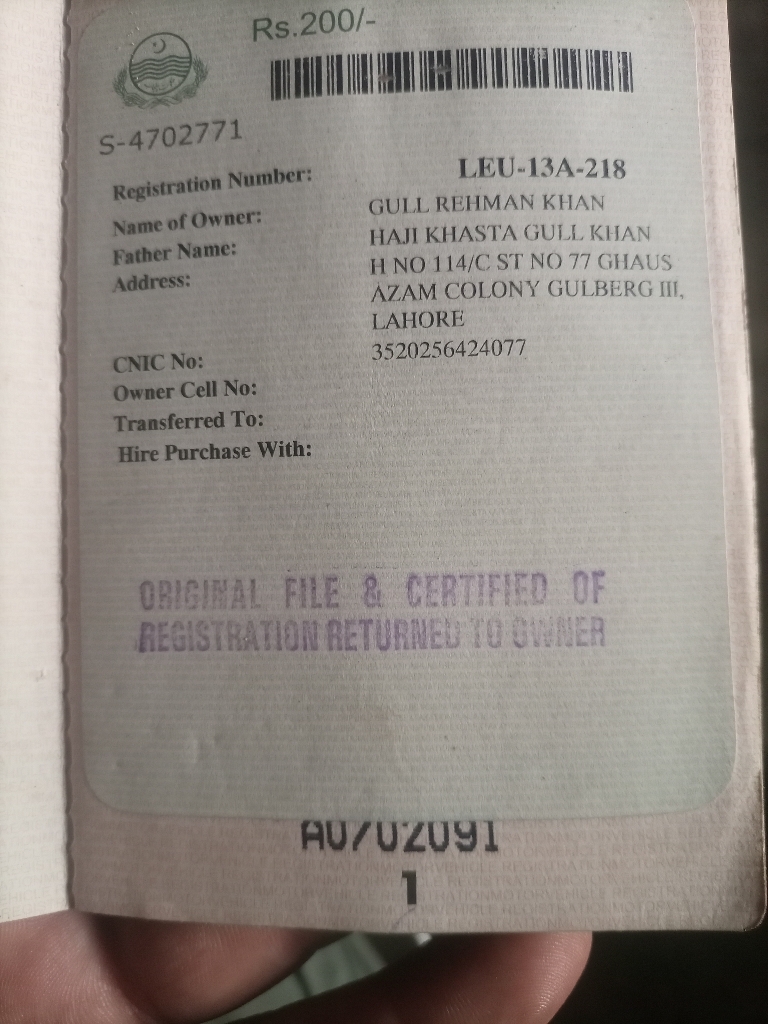 Rs.200/-
S-4702771
Registration Number: LEU-13A-218
Name of Owner: GULL REHMAN KHAN
Father Name: HAJI KHASTA GULL KHAN
Address: H NO 114/C ST NO 77 GHAUS
AZAM COLONY GULBERG III,
LAHORE
CNIC No: 3520256424077
Owner Cell No:
Transferred To:
Hire Purchase With:
ORIGINAL FILE & CERTIFIED OF
REGISTRATION RETURNED TO OWNER
A0702091
1